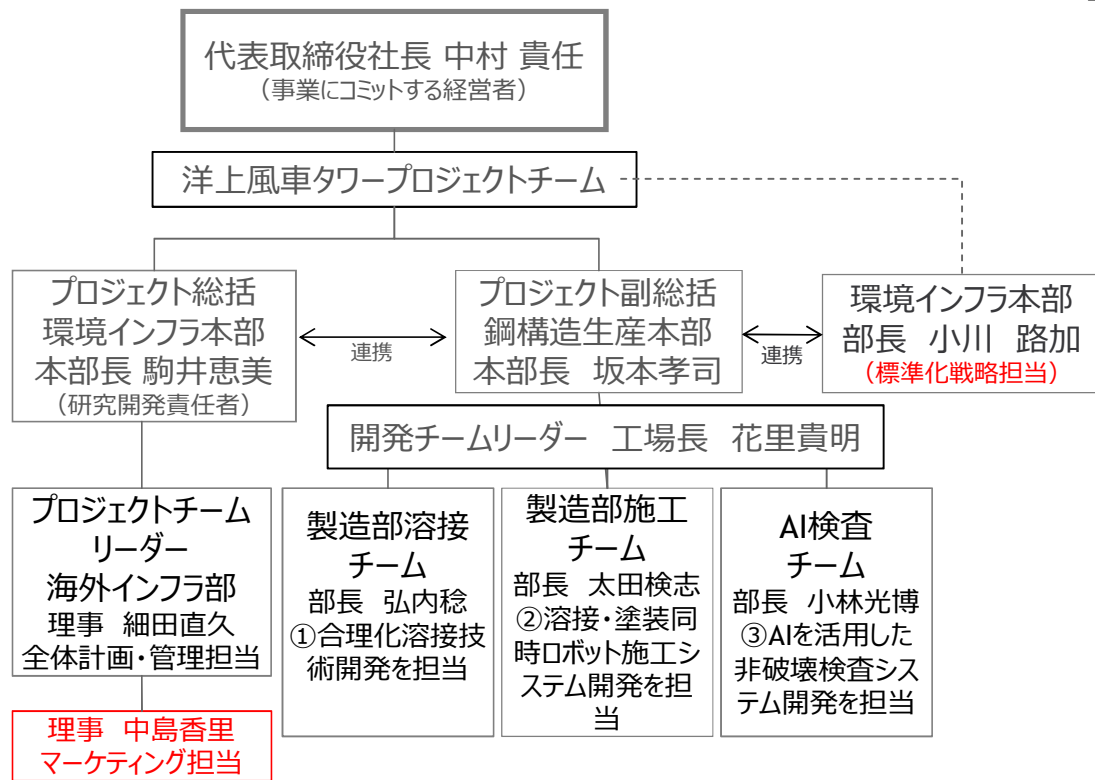 代表取締役社長 中村 貴任
（事業にコミットする経営者）
洋上風車タワープロジェクトチーム
プロジェクト総括
環境インフラ本部
本部長 駒井恵美
（研究開発責任者）
連携
プロジェクト副総括
鋼構造生産本部
本部長 坂本孝司
連携
環境インフラ本部
部長 小川 路加
（標準化戦略担当）
開発チームリーダー 工場長 花里貴明
プロジェクトチーム
リーダー
海外インフラ部
理事 細田直久
全体計画・管理担当
製造部溶接
チーム
部長 弘内稔
①合理化溶接技
術開発を担当
製造部施工
チーム
部長 太田検志
②溶接・塗装同
時ロボット施工シ
ステム開発を担
当
AI検査
チーム
部長 小林光博
③AIを活用した
非破壊検査シス
テム開発を担当
理事 中島香里
マーケティング担当